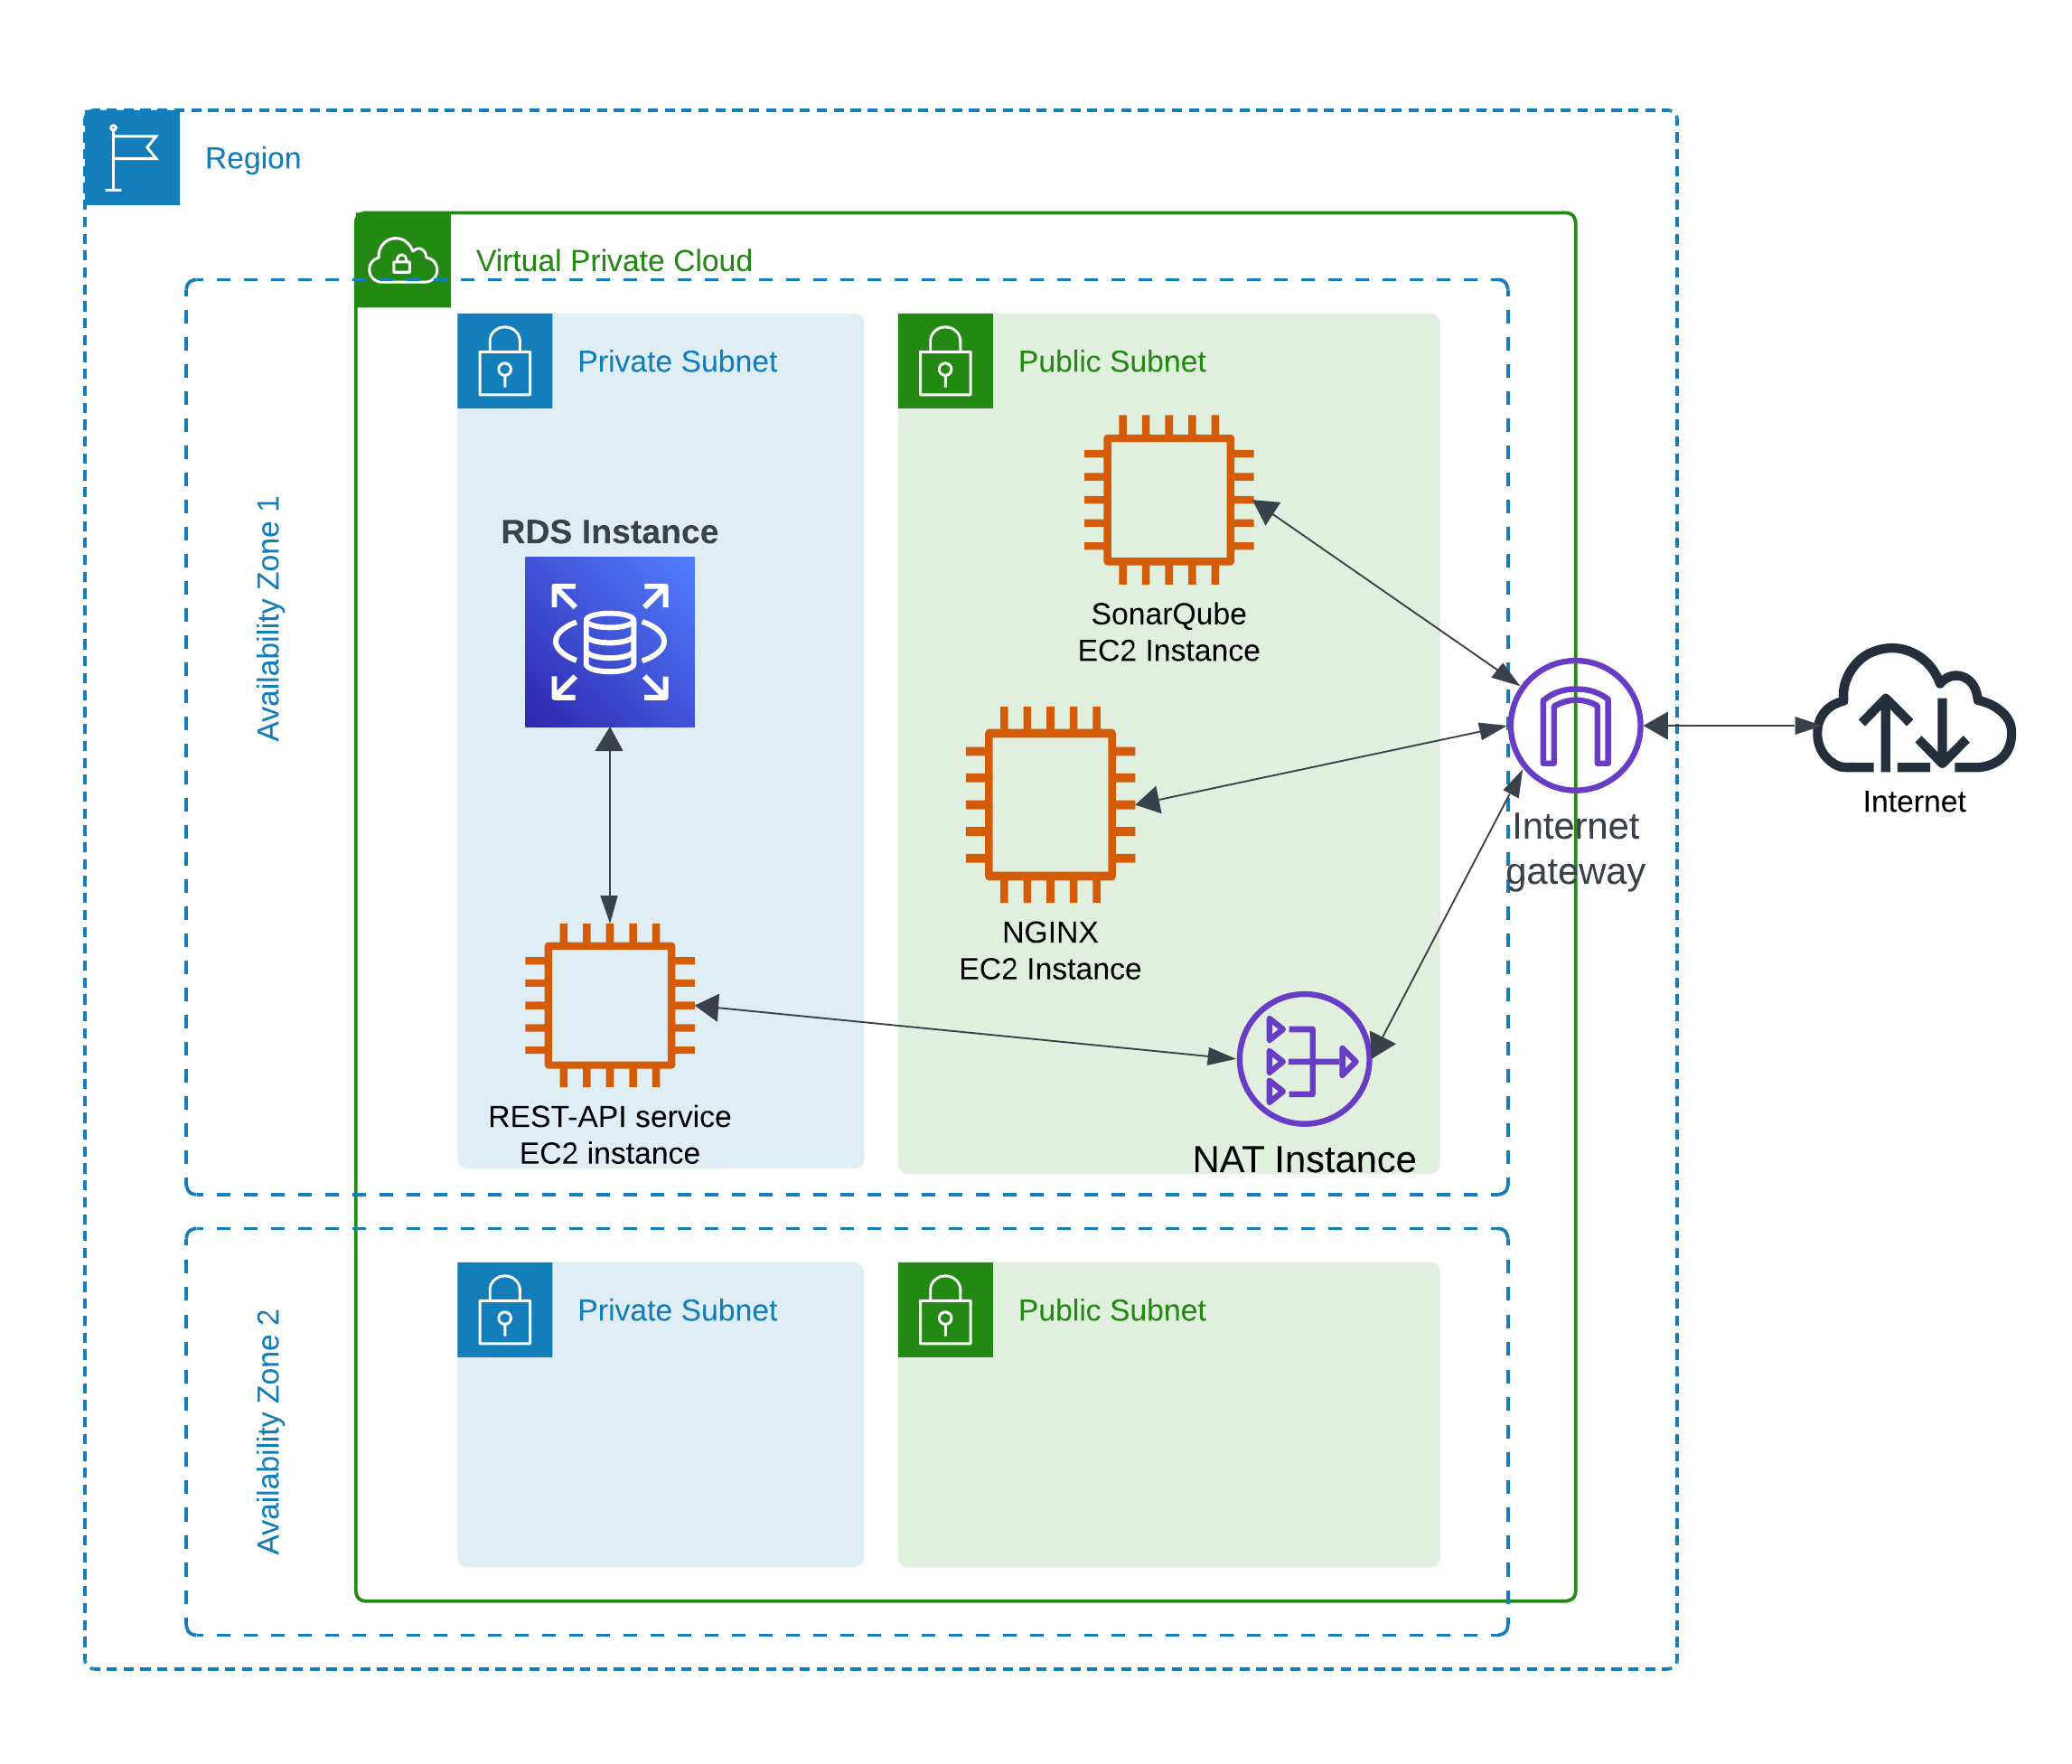 Region
Virtual Private Cloud
Availability Zone 1
Private Subnet
Public Subnet
RDS Instance
SonarQube
EC2 Instance
Internet
Internet
gateway
NGINX
EC2 Instance
REST-API service
EC2 instance
NAT Instance
Availability Zone 2
Private Subnet
Public Subnet